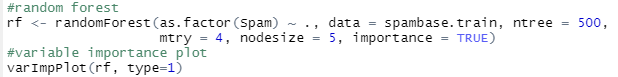 #random forest
rf <- randomForest(as.factor(Spam) ~ ., data = spambase.train, ntree = 500,
mtry = 4, nodesize = 5, importance = TRUE)
#variable importance plot
varImpPlot(rf, type=1)